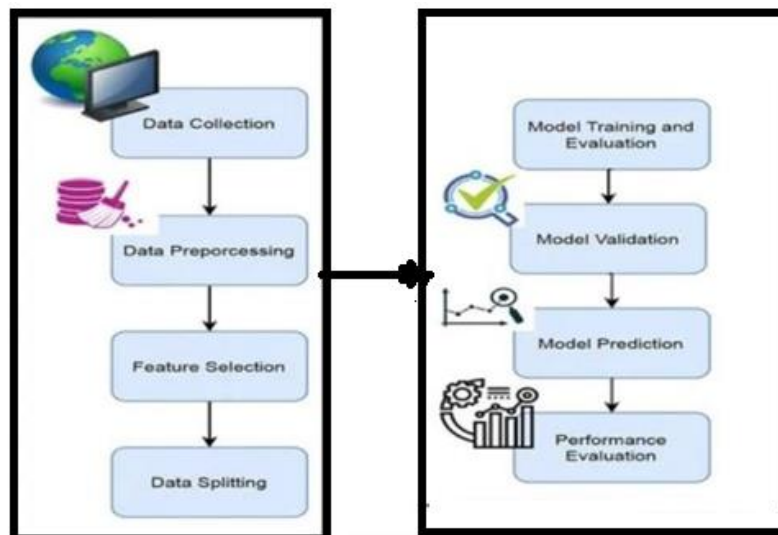 Data Collection
Data Preporcessing
Feature Selection
Data Splitting
Model Training and
Evaluation
Model Validation
Model Prediction
Performance
Evaluation